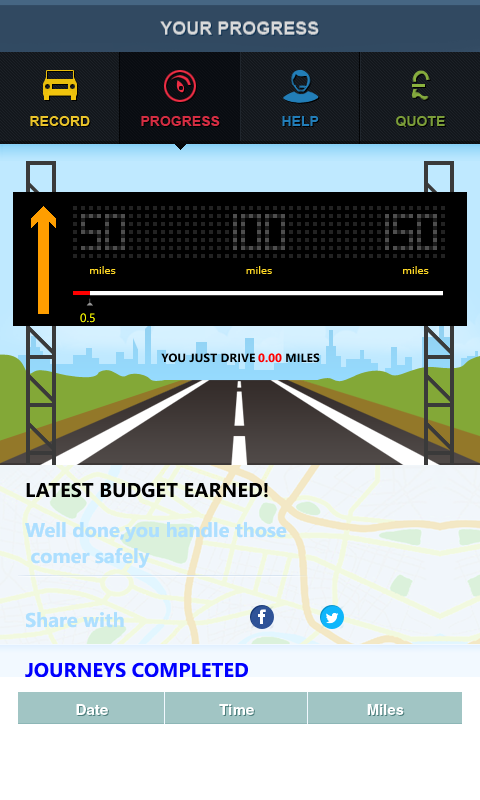 YOUR PROGRESS
RECORD PROGRESS HELP QUOTE
50 100 150
miles miles miles
0.5
YOU JUST DRIVE 0.00 MILES
LATEST BUDGET EARNED!
Well done,you handle those
comer safely
Share with
JOURNEYS COMPLETED
Date Time Miles